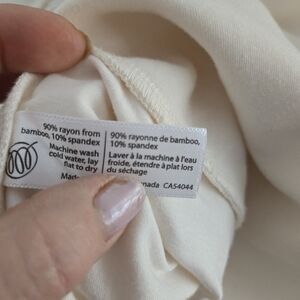 90% rayon from
bamboo, 10% spandex
Machine wash
cold water, lay
flat to dry
Made
90% rayonne de bambou,
10% spandex
Laver à la machine à l'eau
froide, étendre à plat lors
du séchage
CA54044